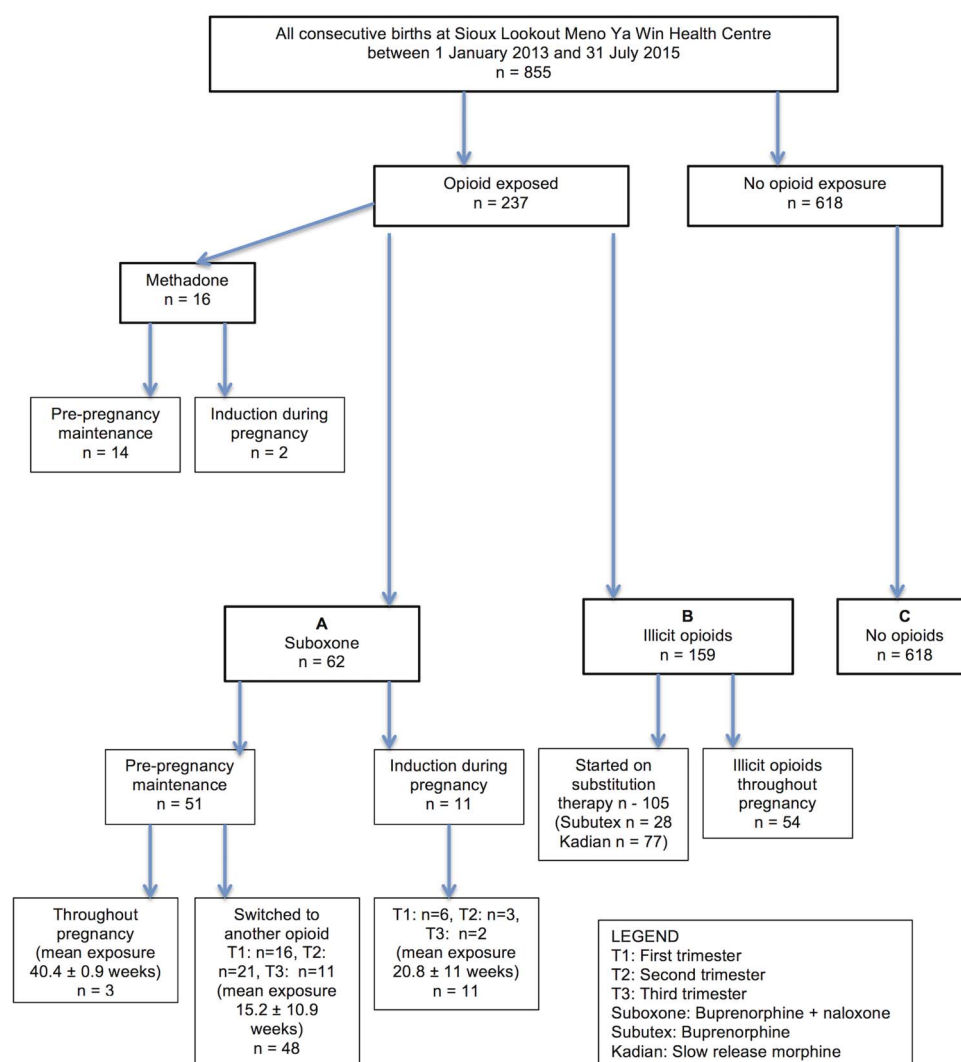 All consecutive births at Sioux Lookout Meno Ya Win Health Centre
between 1 January 2013 and 31 July 2015
n = 855
Opioid exposed
n = 237
No opioid exposure
n = 618
Methadone
n = 16
Pre-pregnancy
maintenance
n = 14
Induction during
pregnancy
n = 2
A
Suboxone
n = 62
B
Illicit opioids
n = 159
C
No opioids
n = 618
Pre-pregnancy
maintenance
n = 51
Induction during
pregnancy
n = 11
Started on
substitution
therapy n - 105
(Subutex n = 28
Kadian n = 77)
Illicit opioids
throughout
pregnancy
n = 54
Throughout
pregnancy
(mean exposure
40.4 ± 0.9 weeks)
n = 3
Switched to
another opioid
T1: n=16, T2:
n=21, T3: n=11
(mean exposure
15.2 ± 10.9
weeks)
n = 48
T1: n=6, T2: n=3,
T3: n=2
(mean exposure
20.8 ± 11 weeks)
n = 11
LEGEND
T1: First trimester
T2: Second trimester
T3: Third trimester
Suboxone: Buprenorphine + naloxone
Subutex: Buprenorphine
Kadian: Slow release morphine